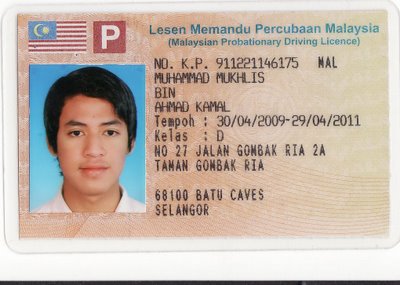 P
Lesen Memandu Percubaan Malaysia
(Malaysian Probationary Driving Licence)
NO. K.P. 911221146175 MAL
MUHAMMAD MUKHLIS
BIN
AHMAD KAMAL
Tempoh : 30/04/2009-29/04/2011
Kelas : D
NO 27 JALAN GOMBAK RIA 2A
TAMAN GOMBAK RIA
68100 BATU CAVES
SELANGOR